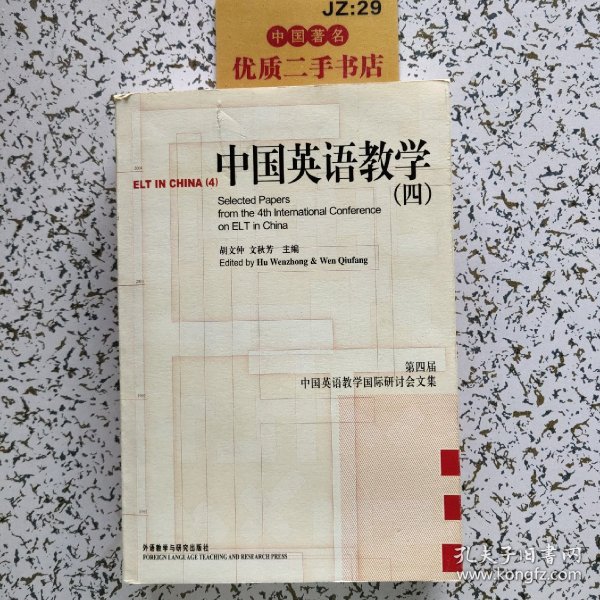 JZ:29
中国著名
优质二手书店
ELT IN CHINA (4)
中国英语教学
(四)
Selected Papers
from the 4th International Conference
on ELT in China
胡文仲 文秋芳 主编
Edited by Hu Wenzhong & Wen Qiufang
第四届
中国英语教学国际研讨会文集
外语教学与研究出版社
FOREIGN LANGUAGE TEACHING AND RESEARCH PRESS
孔夫子旧书网
www.kongfz.com